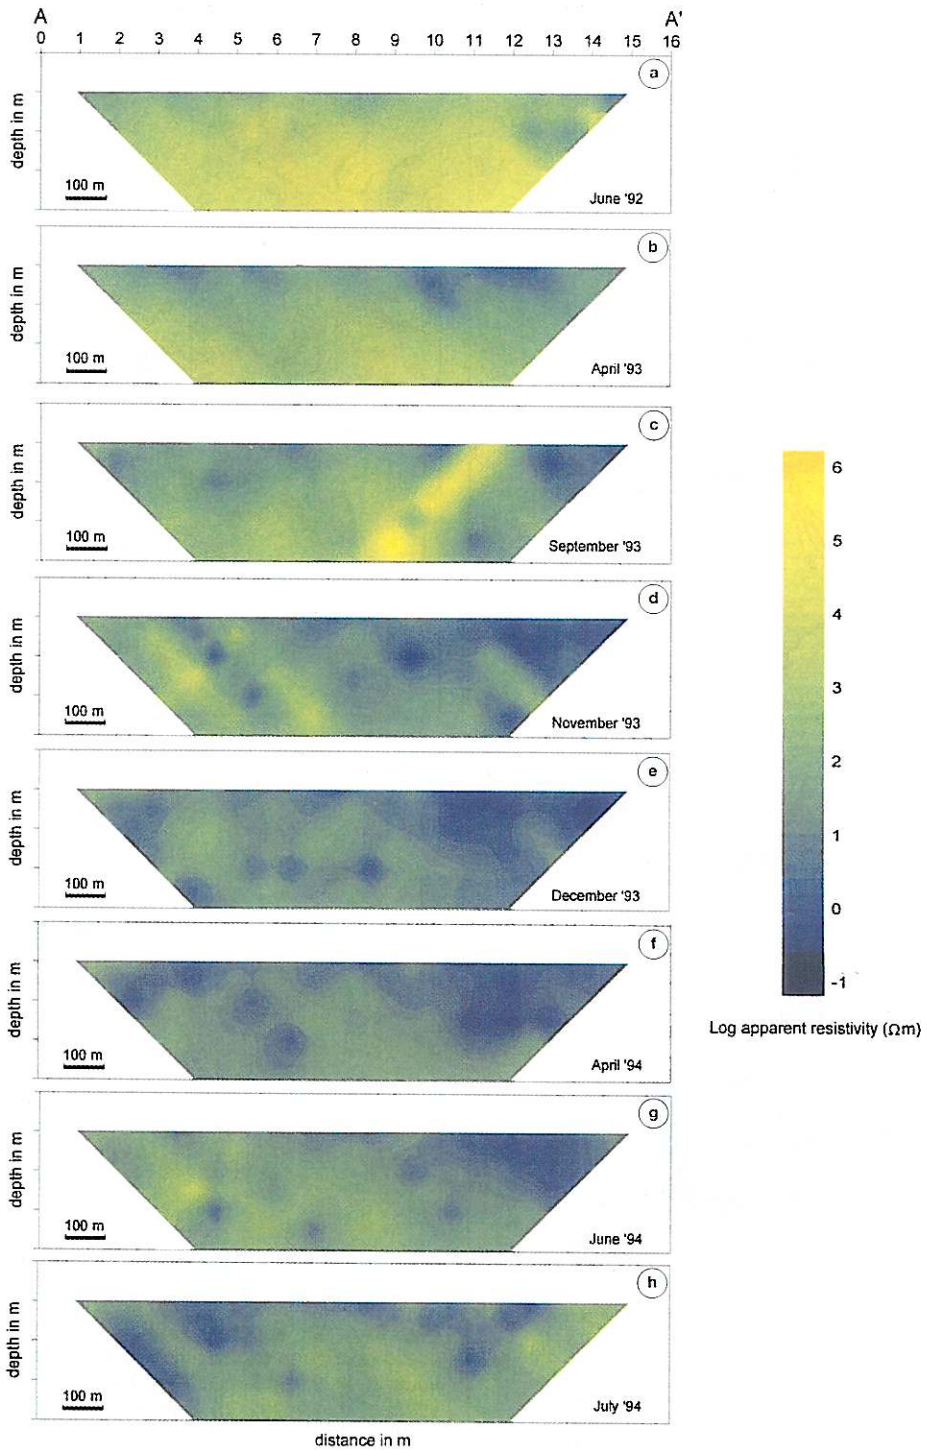 A A'
0 1 2 3 4 5 6 7 8 9 10 11 12 13 14 15 16
a
depth in m
100 m
June '92
b
depth in m
100 m
April '93
c
depth in m
100 m
September '93
d
depth in m
100 m
November '93
e
depth in m
100 m
December '93
f
depth in m
100 m
April '94
g
depth in m
100 m
June '94
h
depth in m
100 m
July '94
distance in m
6
5
4
3
2
1
0
-1
Log apparent resistivity (Ωm)